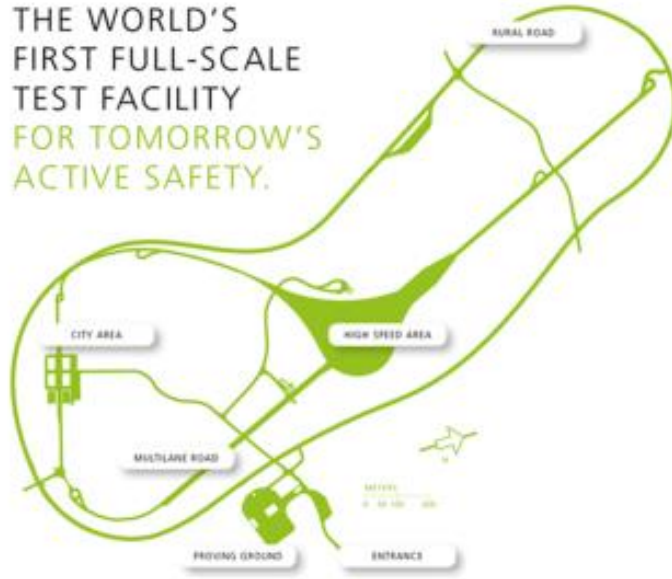 THE WORLD'S
FIRST FULL-SCALE
TEST FACILITY
FOR TOMORROW'S
ACTIVE SAFETY.
RURAL ROAD
CITY AREA
HIGH SPEED AREA
MULTILANE ROAD
METERS
PROVING GROUND
ENTRANCE